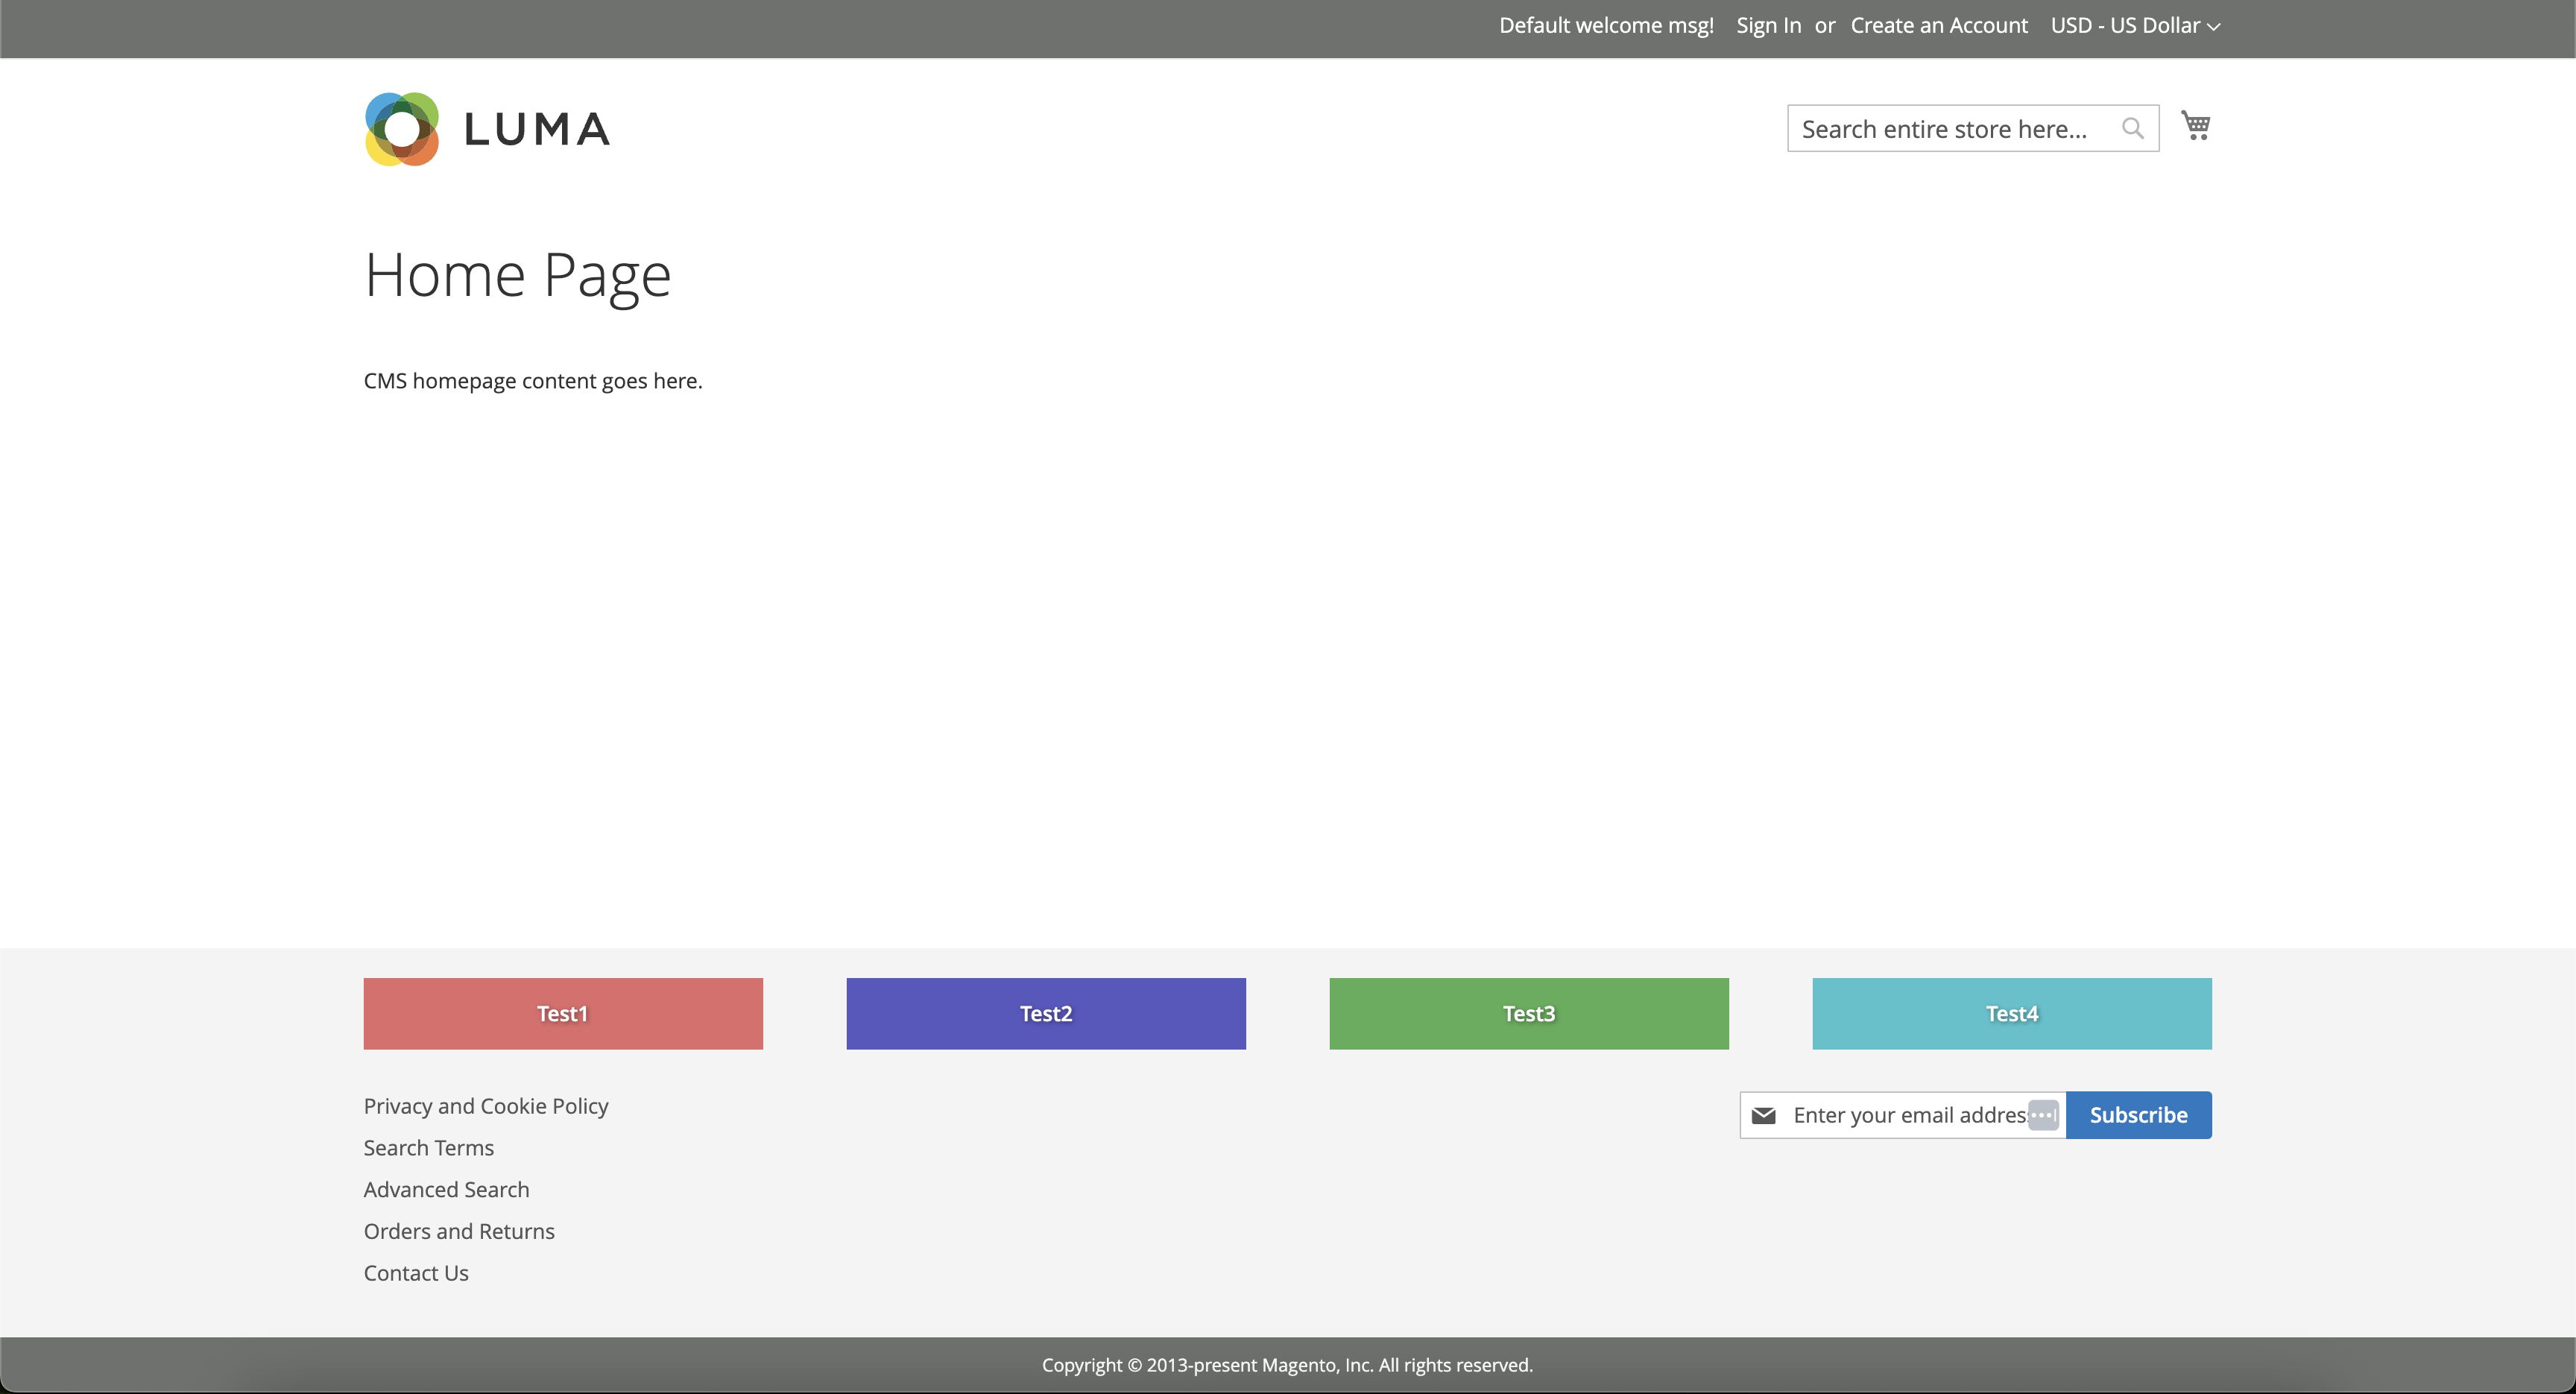 Default welcome msg! Sign In or Create an Account USD - US Dollar
LUMA
Search entire store here...
Home Page
CMS homepage content goes here.
Test1 Test2 Test3 Test4
Privacy and Cookie Policy
Search Terms
Advanced Search
Orders and Returns
Contact Us
Enter your email addres
Subscribe
Copyright © 2013-present Magento, Inc. All rights reserved.